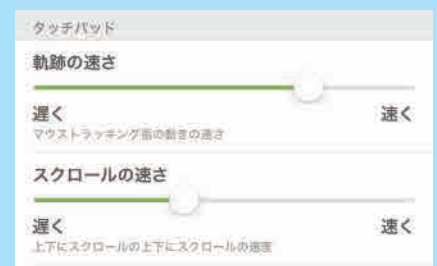 タッチパッド
軌跡の速さ
遅く 速く
マウストラッキング指の動きの速さ
スクロールの速さ
遅く 速く
上下にスクロールの上下にスクロールの速度